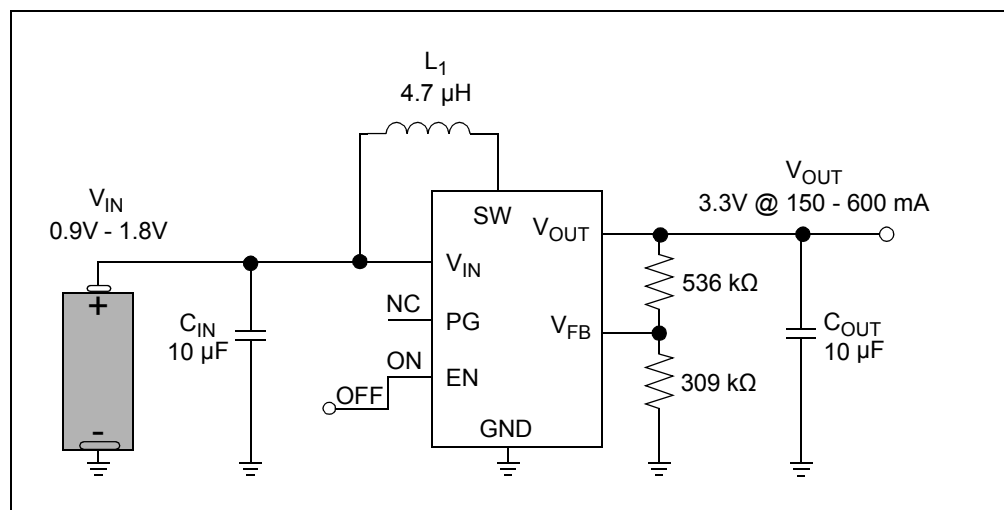 L1
4.7 µH
VIN
0.9V - 1.8V
VOUT
3.3V @ 150 - 600 mA
SW
VOUT
VIN
536 kΩ
NC
PG
VFB
CIN
10 µF
COUT
10 µF
ON
EN
OFF
309 kΩ
GND
+
-